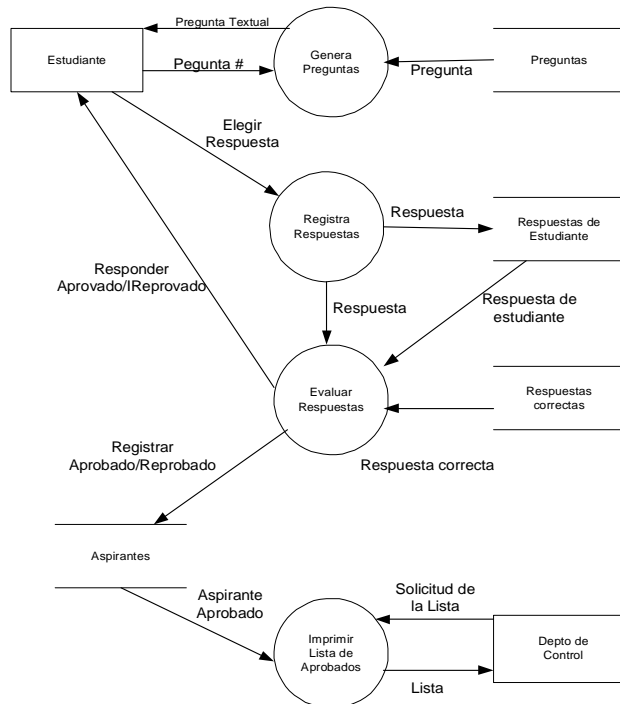 Pregunta Textual
Estudiante
Pegunta #
Genera
Preguntas
Pregunta
Preguntas
Elegir
Respuesta
Registra
Respuestas
Respuesta
Respuestas de
Estudiante
Responder
Aprovado/IReprovado
Respuesta
Respuesta de
estudiante
Evaluar
Respuestas
Respuestas
correctas
Registrar
Aprobado/Reprobado
Respuesta correcta
Aspirantes
Aspirante
Aprobado
Solicitud de
la Lista
Imprimir
Lista de
Aprobados
Depto de
Control
Lista